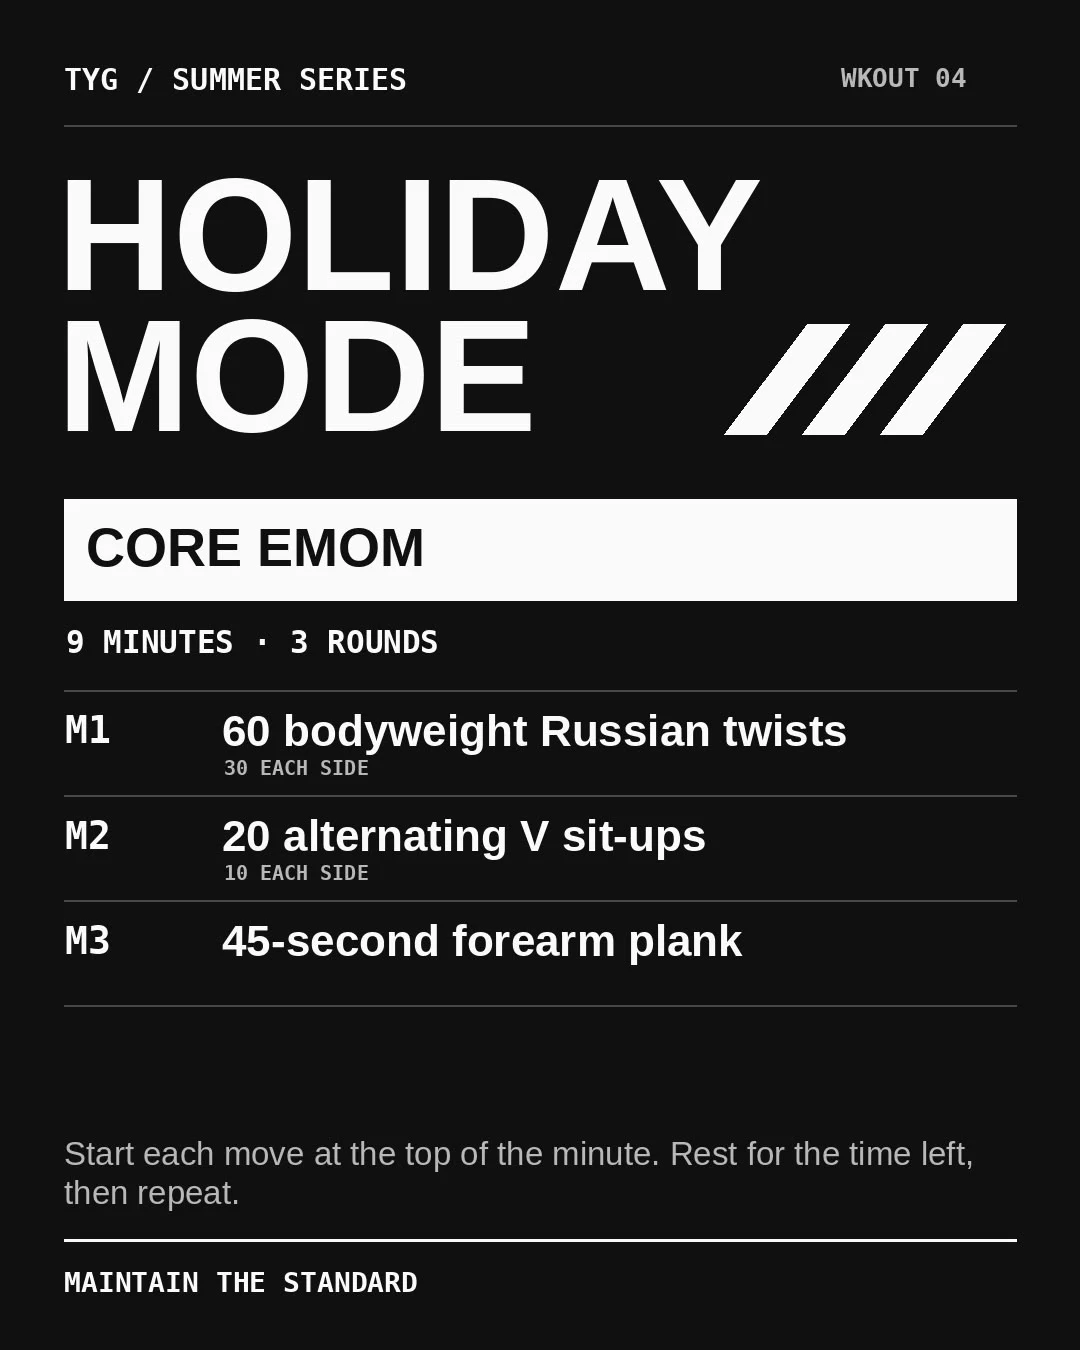 TYG / SUMMER SERIES
WKOUT 04
HOLIDAY
MODE
CORE EMOM
9 MINUTES · 3 ROUNDS
M1
60 bodyweight Russian twists
30 EACH SIDE
M2
20 alternating V sit-ups
10 EACH SIDE
M3
45-second forearm plank
Start each move at the top of the minute. Rest for the time left,
then repeat.
MAINTAIN THE STANDARD